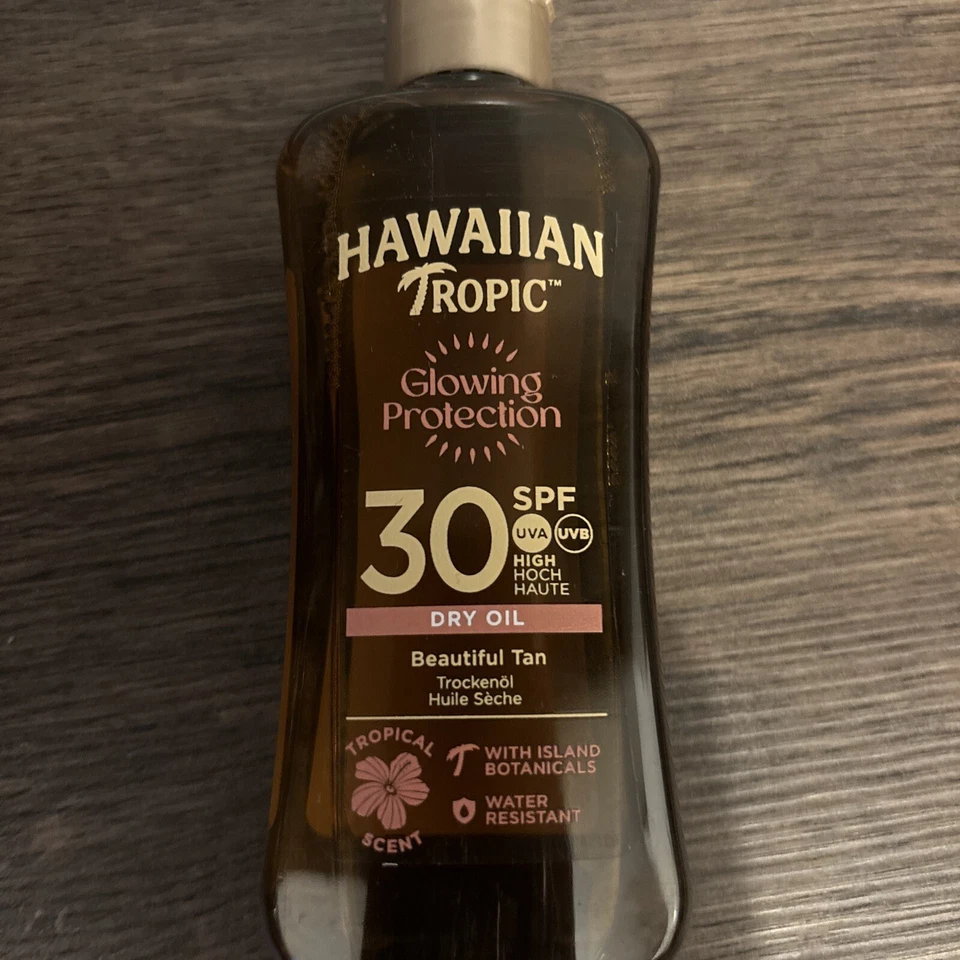 HAWAIIAN
TROPIC™
Glowing
Protection
30 SPF
UVA UVB
HIGH
HOCH
HAUTE
DRY OIL
Beautiful Tan
Trockenöl
Huile Sèche
TROPICAL
SCENT
WITH ISLAND
BOTANICALS
WATER
RESISTANT